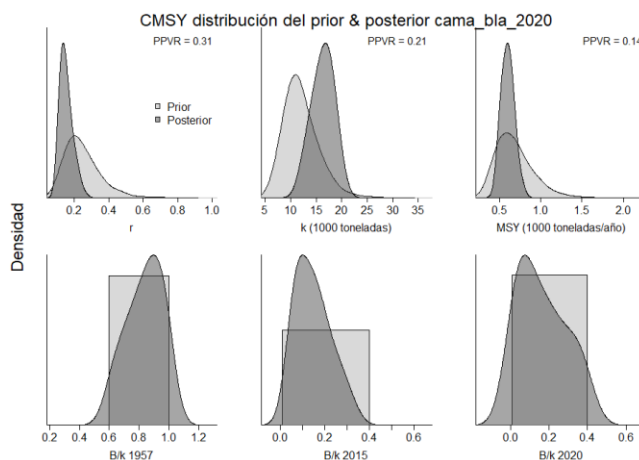 CMSY distribución del prior & posterior cama_bla_2020
PPVR = 0.31
PPVR = 0.21
PPVR = 0.14
Prior
Posterior
Densidad
0.2 0.4 0.6 0.8 1.0
r
5 10 15 20 25 35
k (1000 toneladas)
0.5 1.0 1.5 2.0
MSY (1000 toneladas/año)
0.2 0.4 0.6 0.8 1.0 1.2
B/k 1957
0.0 0.2 0.4 0.6
B/k 2015
0.0 0.2 0.4 0.6
B/k 2020